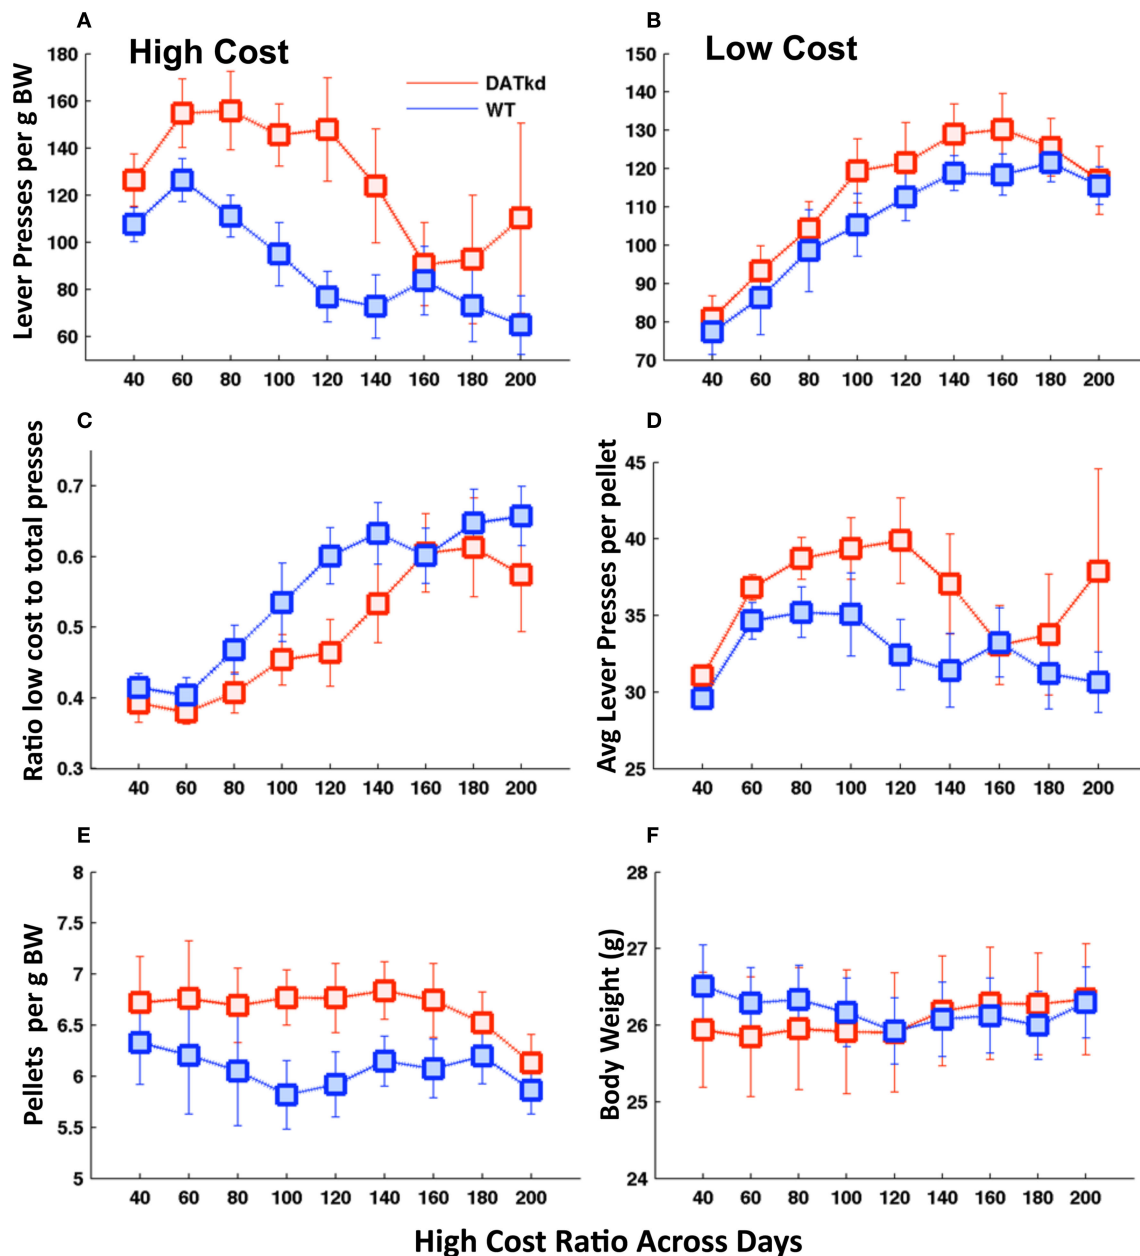 A
High Cost
Lever Presses per g BW
180
160
140
120
100
80
60
DATkd
WT
40 60 80 100 120 140 160 180 200
B
Low Cost
150
140
130
120
110
100
90
80
70
40 60 80 100 120 140 160 180 200
C
Ratio low cost to total presses
0.7
0.6
0.5
0.4
0.3
40 60 80 100 120 140 160 180 200
D
Avg Lever Presses per pellet
45
40
35
30
25
40 60 80 100 120 140 160 180 200
E
Pellets per g BW
8
7.5
7
6.5
6
5.5
5
40 60 80 100 120 140 160 180 200
F
Body Weight (g)
28
27
26
25
24
40 60 80 100 120 140 160 180 200
High Cost Ratio Across Days